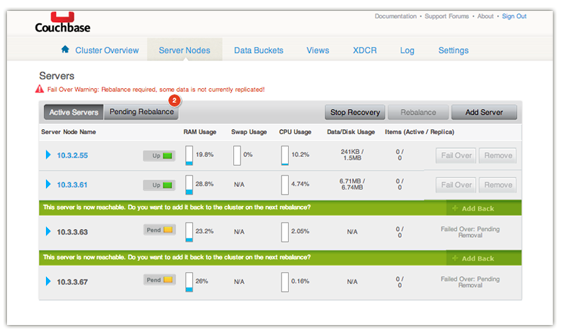 Documentation • Support Forums • About • Sign Out
Couchbase
Cluster Overview Server Nodes Data Buckets Views XDCR Log Settings
Servers
Fail Over Warning: Rebalance required, some data is not currently replicated!
2
Active Servers Pending Rebalance Stop Recovery Rebalance Add Server
Server Node Name RAM Usage Swap Usage CPU Usage Data/Disk Usage Items (Active / Replica)
10.3.2.55 Up 19.8% 0% 10.2% 241KB / 1.5MB 0 / 0 Fail Over Remove
10.3.3.61 Up 28.8% N/A 4.74% 6.71MB / 6.74MB 0 / 0 Fail Over Remove
This server is now reachable. Do you want to add it back to the cluster on the next rebalance? + Add Back
10.3.3.63 Pend 23.2% N/A 2.05% N/A 0 / 0 Failed Over: Pending Removal
This server is now reachable. Do you want to add it back to the cluster on the next rebalance? + Add Back
10.3.3.67 Pend 26% N/A 0.16% N/A 0 / 0 Failed Over: Pending Removal